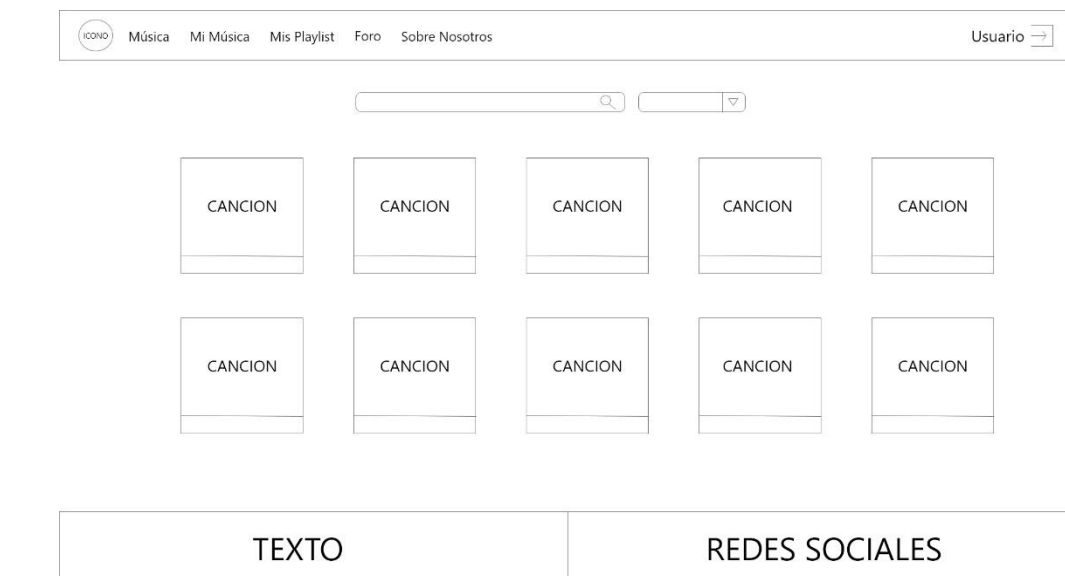 ICONO Música Mi Música Mis Playlist Foro Sobre Nosotros Usuario
CANCION CANCION CANCION CANCION CANCION
CANCION CANCION CANCION CANCION CANCION
TEXTO REDES SOCIALES